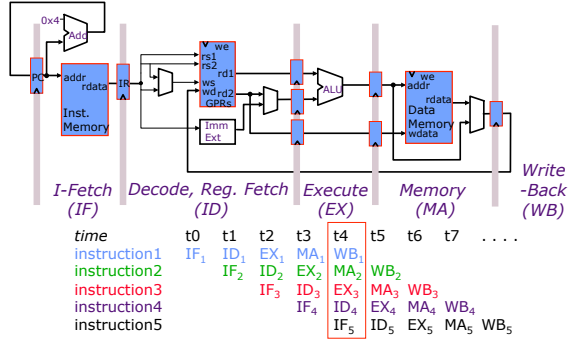 0x4
Add
we
rs1
rs2
PC
addr
rdata
IR
rd1
we
ws
addr
wd
rd2
ALU
rdata
GPRs
Data
Inst.
Memory
Memory
Imm
Ext
wdata
I-Fetch Decode, Reg. Fetch Execute Memory Write
(IF) (ID) (EX) (MA) -Back
(WB)
time t0 t1 t2 t3 t4 t5 t6 t7 . . . .
instruction1 IF₁ ID₁ EX₁ MA₁ WB₁
instruction2 IF₂ ID₂ EX₂ MA₂ WB₂
instruction3 IF₃ ID₃ EX₃ MA₃ WB₃
instruction4 IF₄ ID₄ EX₄ MA₄ WB₄
instruction5 IF₅ ID₅ EX₅ MA₅ WB₅